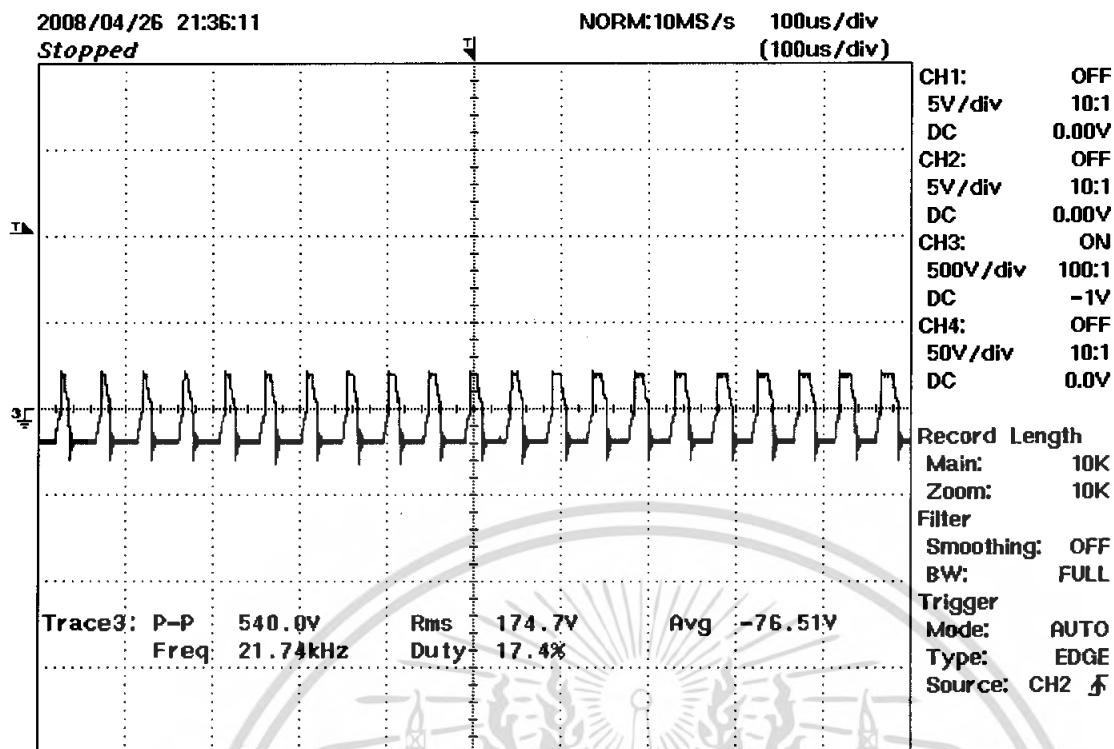 2008/04/26 21:36:11 NORM:10MS/s 100us/div
Stopped (100us/div)
T
CH1: OFF
5V/div 10:1
DC 0.00V
CH2: OFF
5V/div 10:1
DC 0.00V
T
CH3: ON
500V/div 100:1
DC -1V
CH4: OFF
50V/div 10:1
DC 0.0V
3
Record Length
Main: 10K
Zoom: 10K
Filter
Smoothing: OFF
BW: FULL
Trigger
Mode: AUTO
Type: EDGE
Source: CH2
Trace3: P-P 540.0V Rms 174.7V Avg -76.51V
Freq 21.74kHz Duty 17.4%